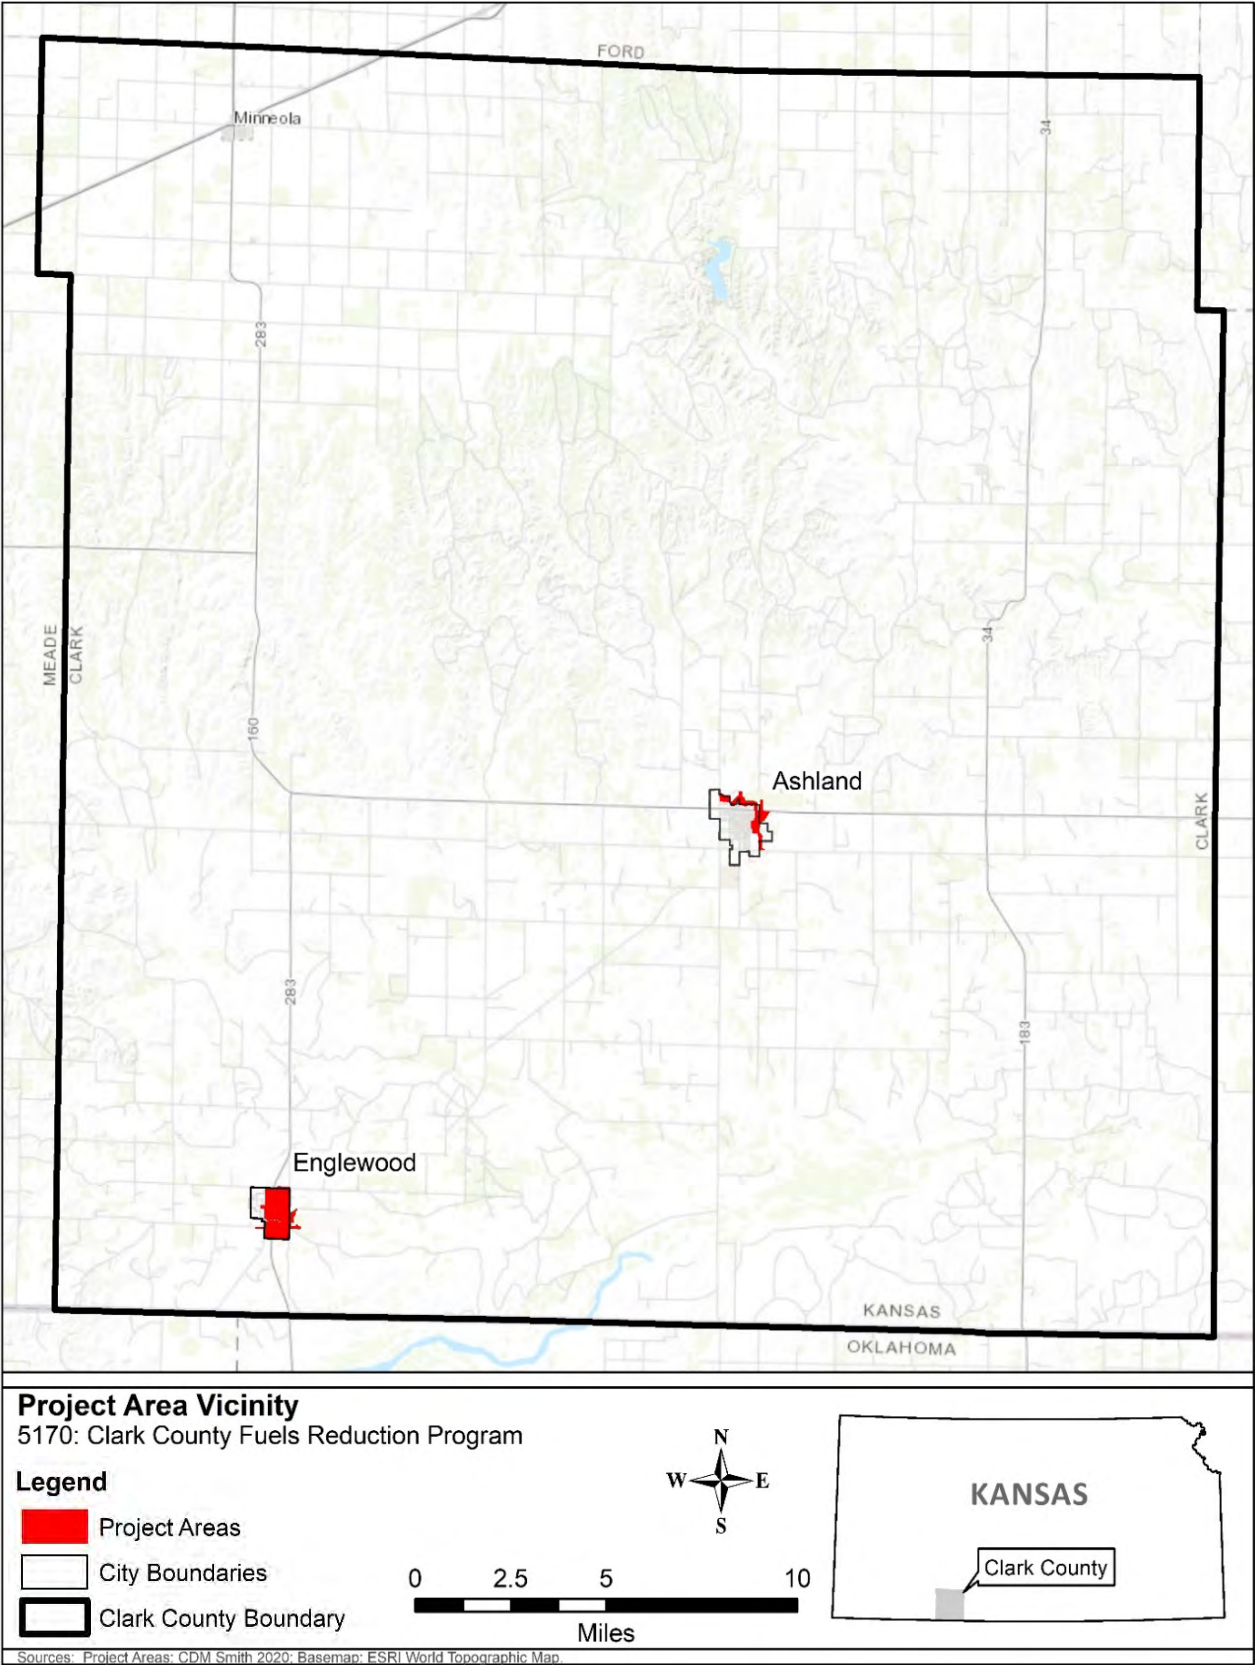 FORD
Minneola
34
283
MEADE
CLARK
34
160
Ashland
CLARK
283
183
Englewood
KANSAS
OKLAHOMA
Project Area Vicinity
5170: Clark County Fuels Reduction Program
Legend
Project Areas
City Boundaries
Clark County Boundary
N
W E
S
0 2.5 5 10
Miles
KANSAS
Clark County
Sources: Project Areas: CDM Smith 2020; Basemap: ESRI World Topographic Map.